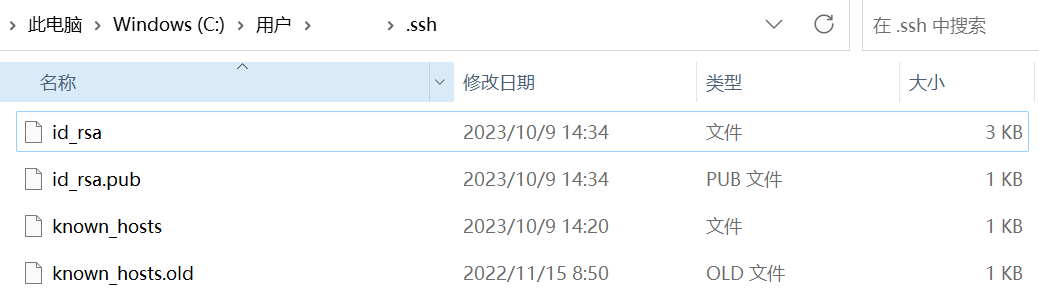 此电脑 Windows (C:) 用户 .ssh 在 .ssh 中搜索
名称 修改日期 类型 大小
id_rsa 2023/10/9 14:34 文件 3 KB
id_rsa.pub 2023/10/9 14:34 PUB 文件 1 KB
known_hosts 2023/10/9 14:20 文件 1 KB
known_hosts.old 2022/11/15 8:50 OLD 文件 1 KB